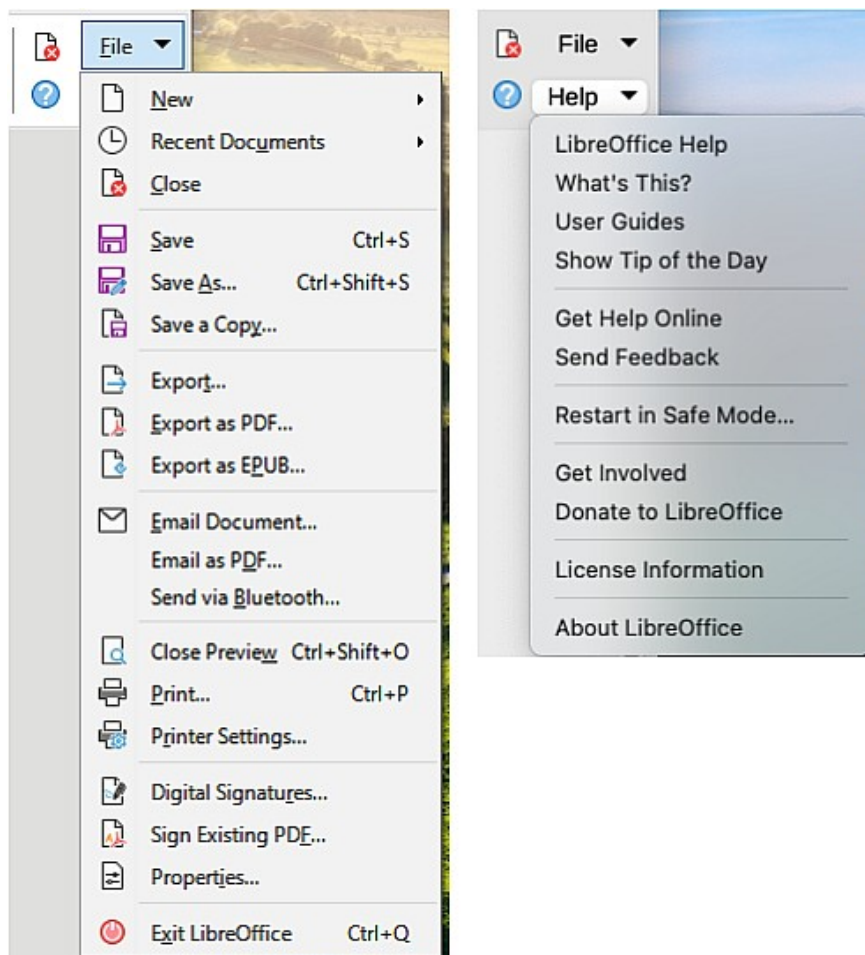 File
New
Recent Documents
Close
Save Ctrl+S
Save As... Ctrl+Shift+S
Save a Copy...
Export...
Export as PDF...
Export as EPUB...
Email Document...
Email as PDF...
Send via Bluetooth...
Close Preview Ctrl+Shift+O
Print... Ctrl+P
Printer Settings...
Digital Signatures...
Sign Existing PDF...
Properties...
Exit LibreOffice Ctrl+Q
File
Help
LibreOffice Help
What's This?
User Guides
Show Tip of the Day
Get Help Online
Send Feedback
Restart in Safe Mode...
Get Involved
Donate to LibreOffice
License Information
About LibreOffice